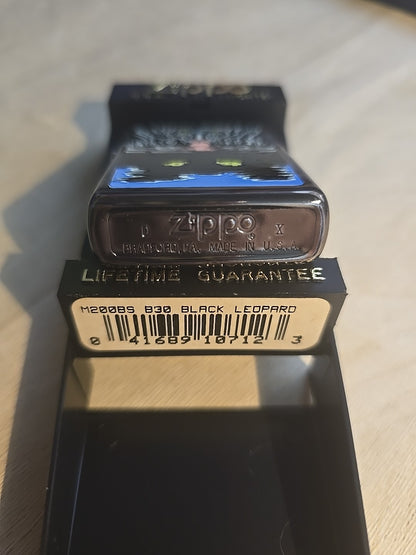 D Zippo X
BRADFORD, PA. MADE IN U.S.A.
LIFETIME GUARANTEE
M200BS B30 BLACK LEOPARD
0 41689 10712 3